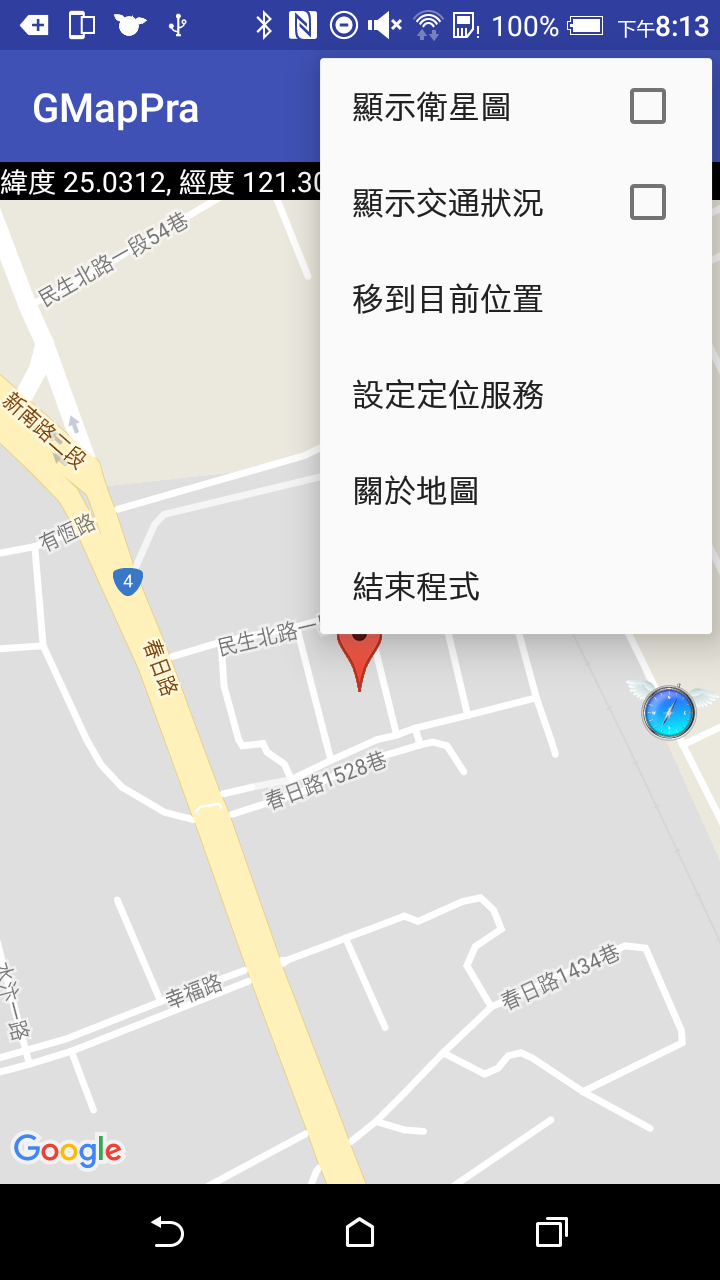 100% 下午8:13
GMapPra
顯示衛星圖
緯度 25.0312, 經度 121.30
顯示交通狀況
民生北路一段54巷
移到目前位置
設定定位服務
新南路二段
關於地圖
有恆路
4
結束程式
民生北路一
春日路
春日路1528巷
幸福路
春日路1434巷
水汴一路
Google